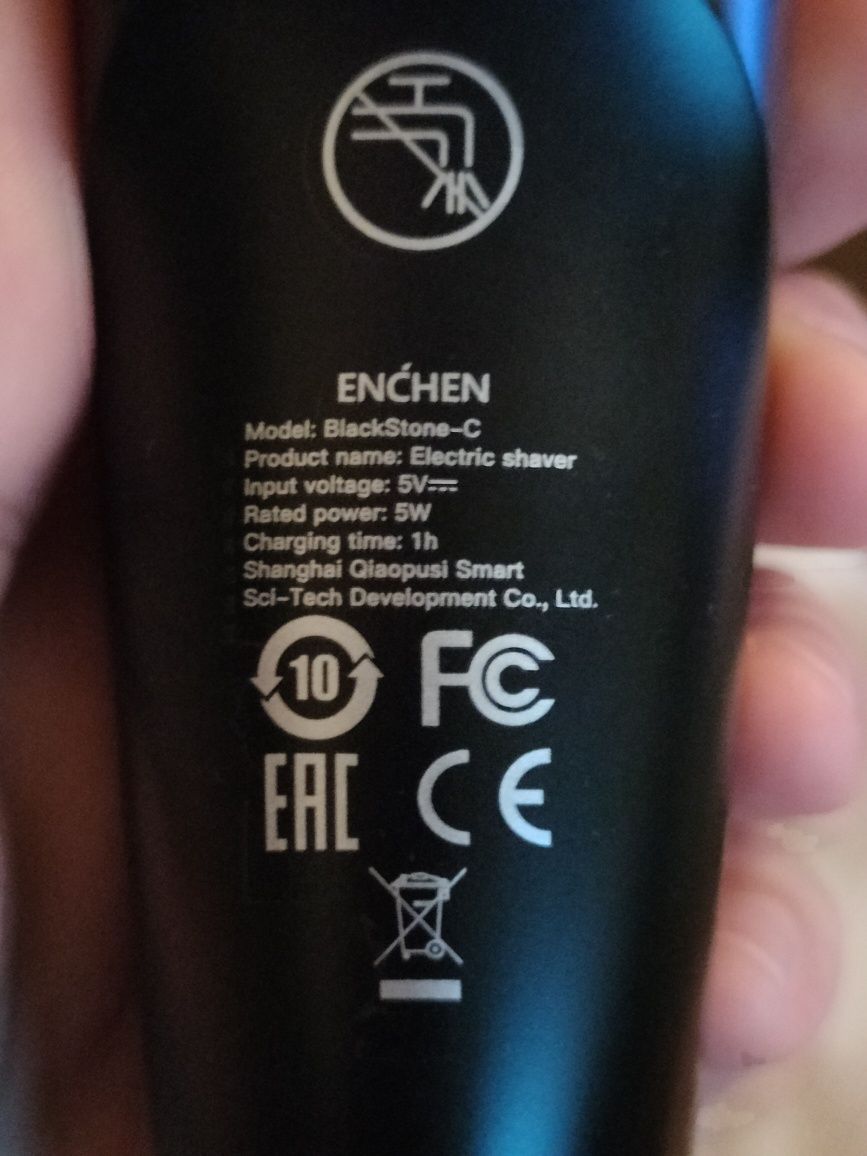 ENĆHEN
Model: BlackStone-C
Product name: Electric shaver
Input voltage: 5V⎓
Rated power: 5W
Charging time: 1h
Shanghai Qiaopusi Smart
Sci-Tech Development Co., Ltd.
10 FC
EAC CE